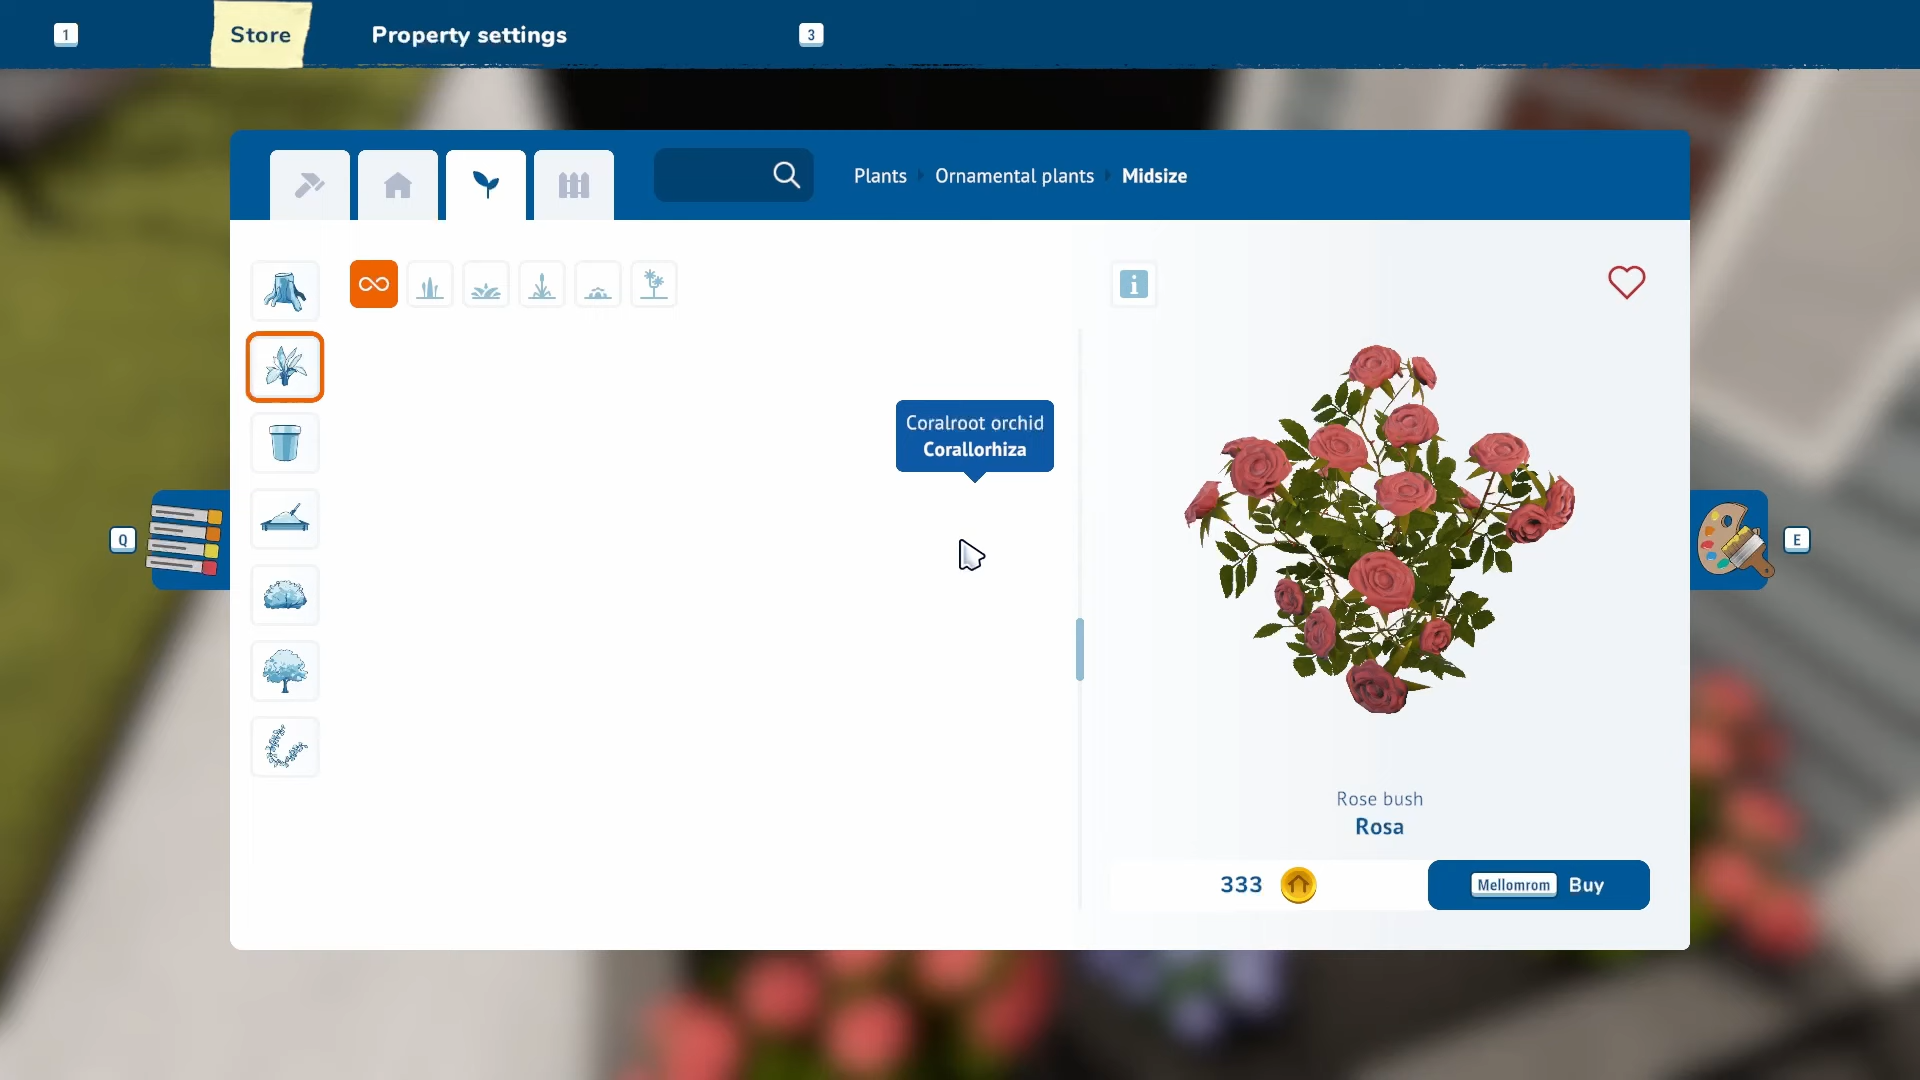 1
Store
Property settings
3
Plants
Ornamental plants
Midsize
i
Coralroot orchid
Corallorhiza
Q
E
Rose bush
Rosa
333
Mellomrom
Buy